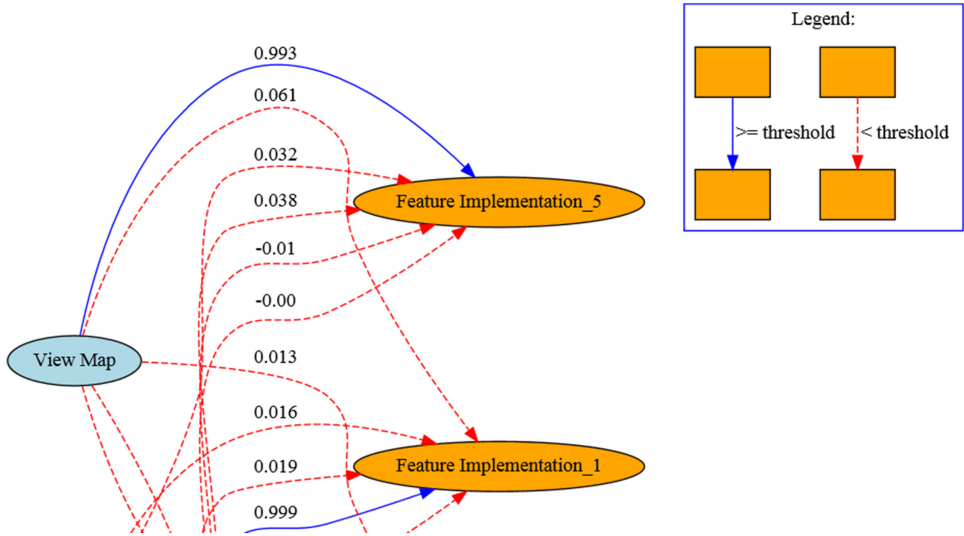 Legend:
>= threshold
< threshold
0.993
0.061
0.032
0.038
-0.01
-0.00
0.013
0.016
0.019
0.999
Feature Implementation_5
View Map
Feature Implementation_1